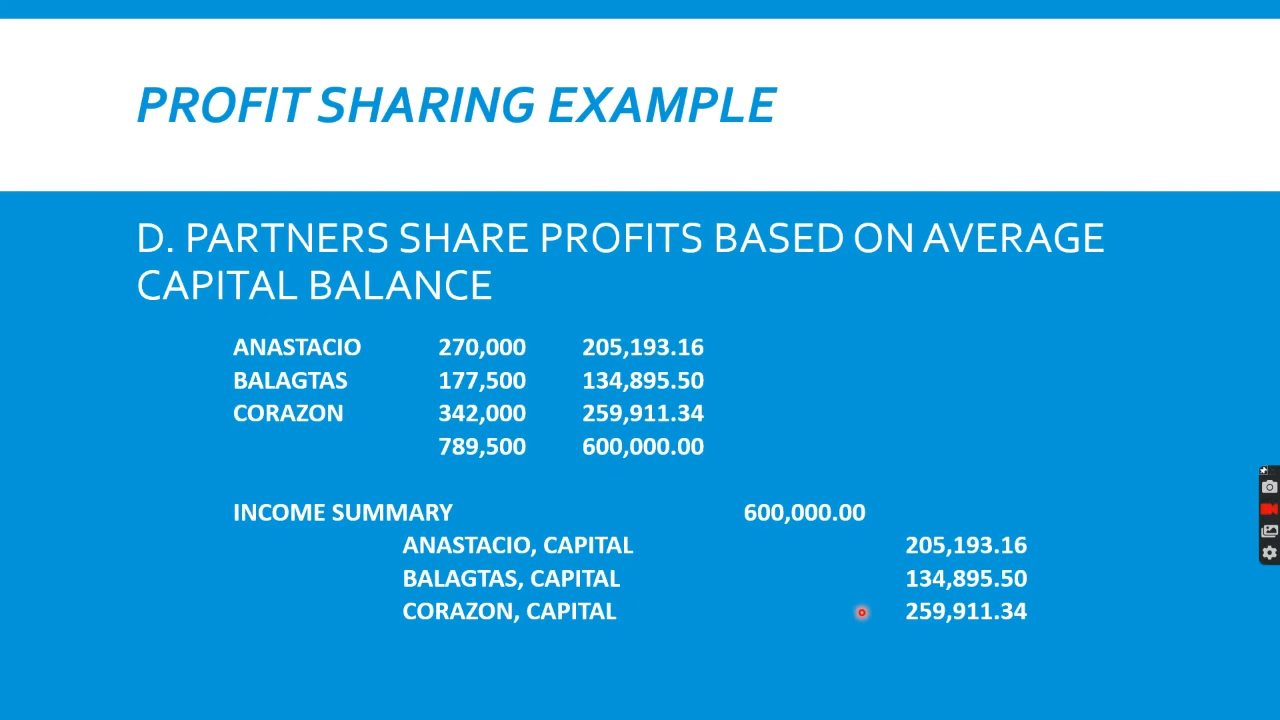 PROFIT SHARING EXAMPLE
D. PARTNERS SHARE PROFITS BASED ON AVERAGE
CAPITAL BALANCE
ANASTACIO 270,000 205,193.16
BALAGTAS 177,500 134,895.50
CORAZON 342,000 259,911.34
789,500 600,000.00
INCOME SUMMARY 600,000.00
ANASTACIO, CAPITAL 205,193.16
BALAGTAS, CAPITAL 134,895.50
CORAZON, CAPITAL 259,911.34